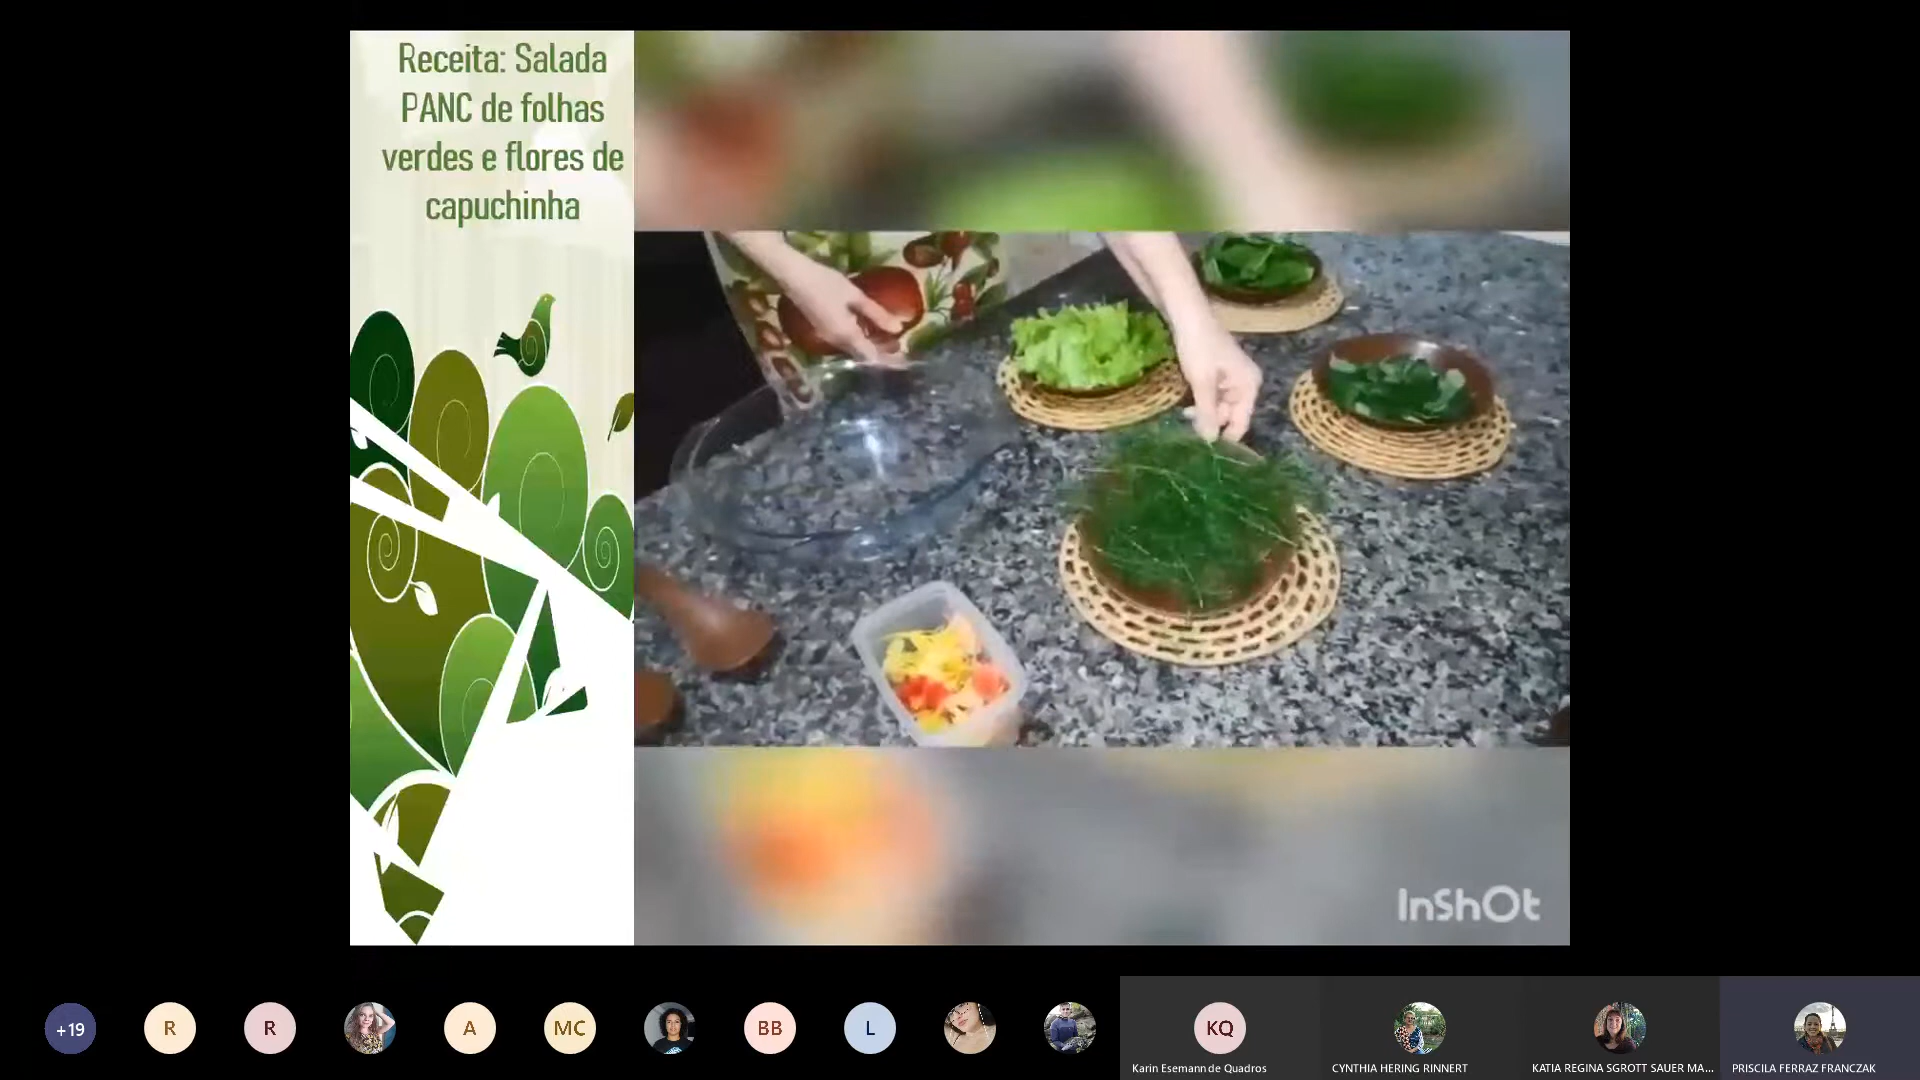 Receita: Salada
PANC de folhas
verdes e flores de
capuchinha
InShOt
+19
R
R
A
MC
BB
L
KQ
Karin Esemann de Quadros
CYNTHIA HERING RINNERT
KATIA REGINA SGROTT SAUER MA...
PRISCILA FERRAZ FRANCZAK